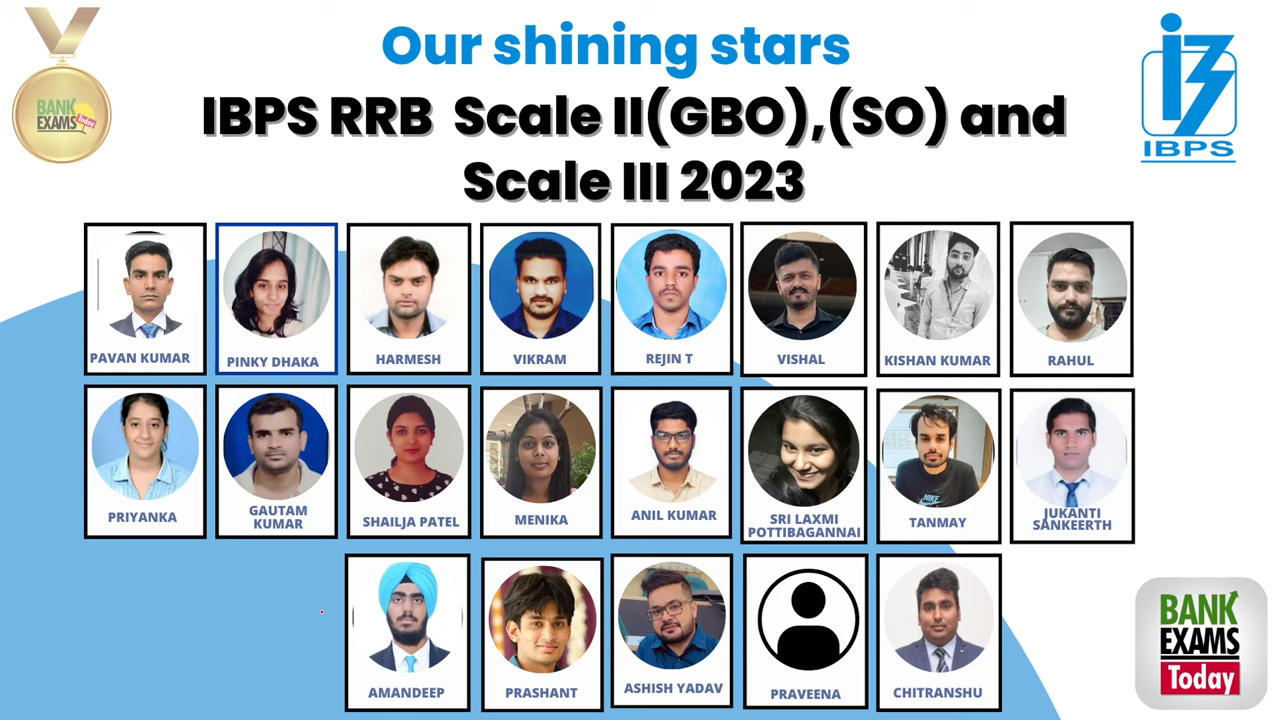 Our shining stars
IBPS RRB Scale II(GBO),(SO) and
Scale III 2023
BANK
EXAMS
Today
IBPS
PAVAN KUMAR
PINKY DHAKA
HARMESH
VIKRAM
REJIN T
VISHAL
KISHAN KUMAR
RAHUL
PRIYANKA
GAUTAM
KUMAR
SHAILJA PATEL
MENIKA
ANIL KUMAR
SRI LAXMI
POTTIBAGANNAI
TANMAY
NIKE
JUKANTI
SANKEERTH
AMANDEEP
PRASHANT
ASHISH YADAV
PRAVEENA
CHITRANSHU
BANK
EXAMS
Today